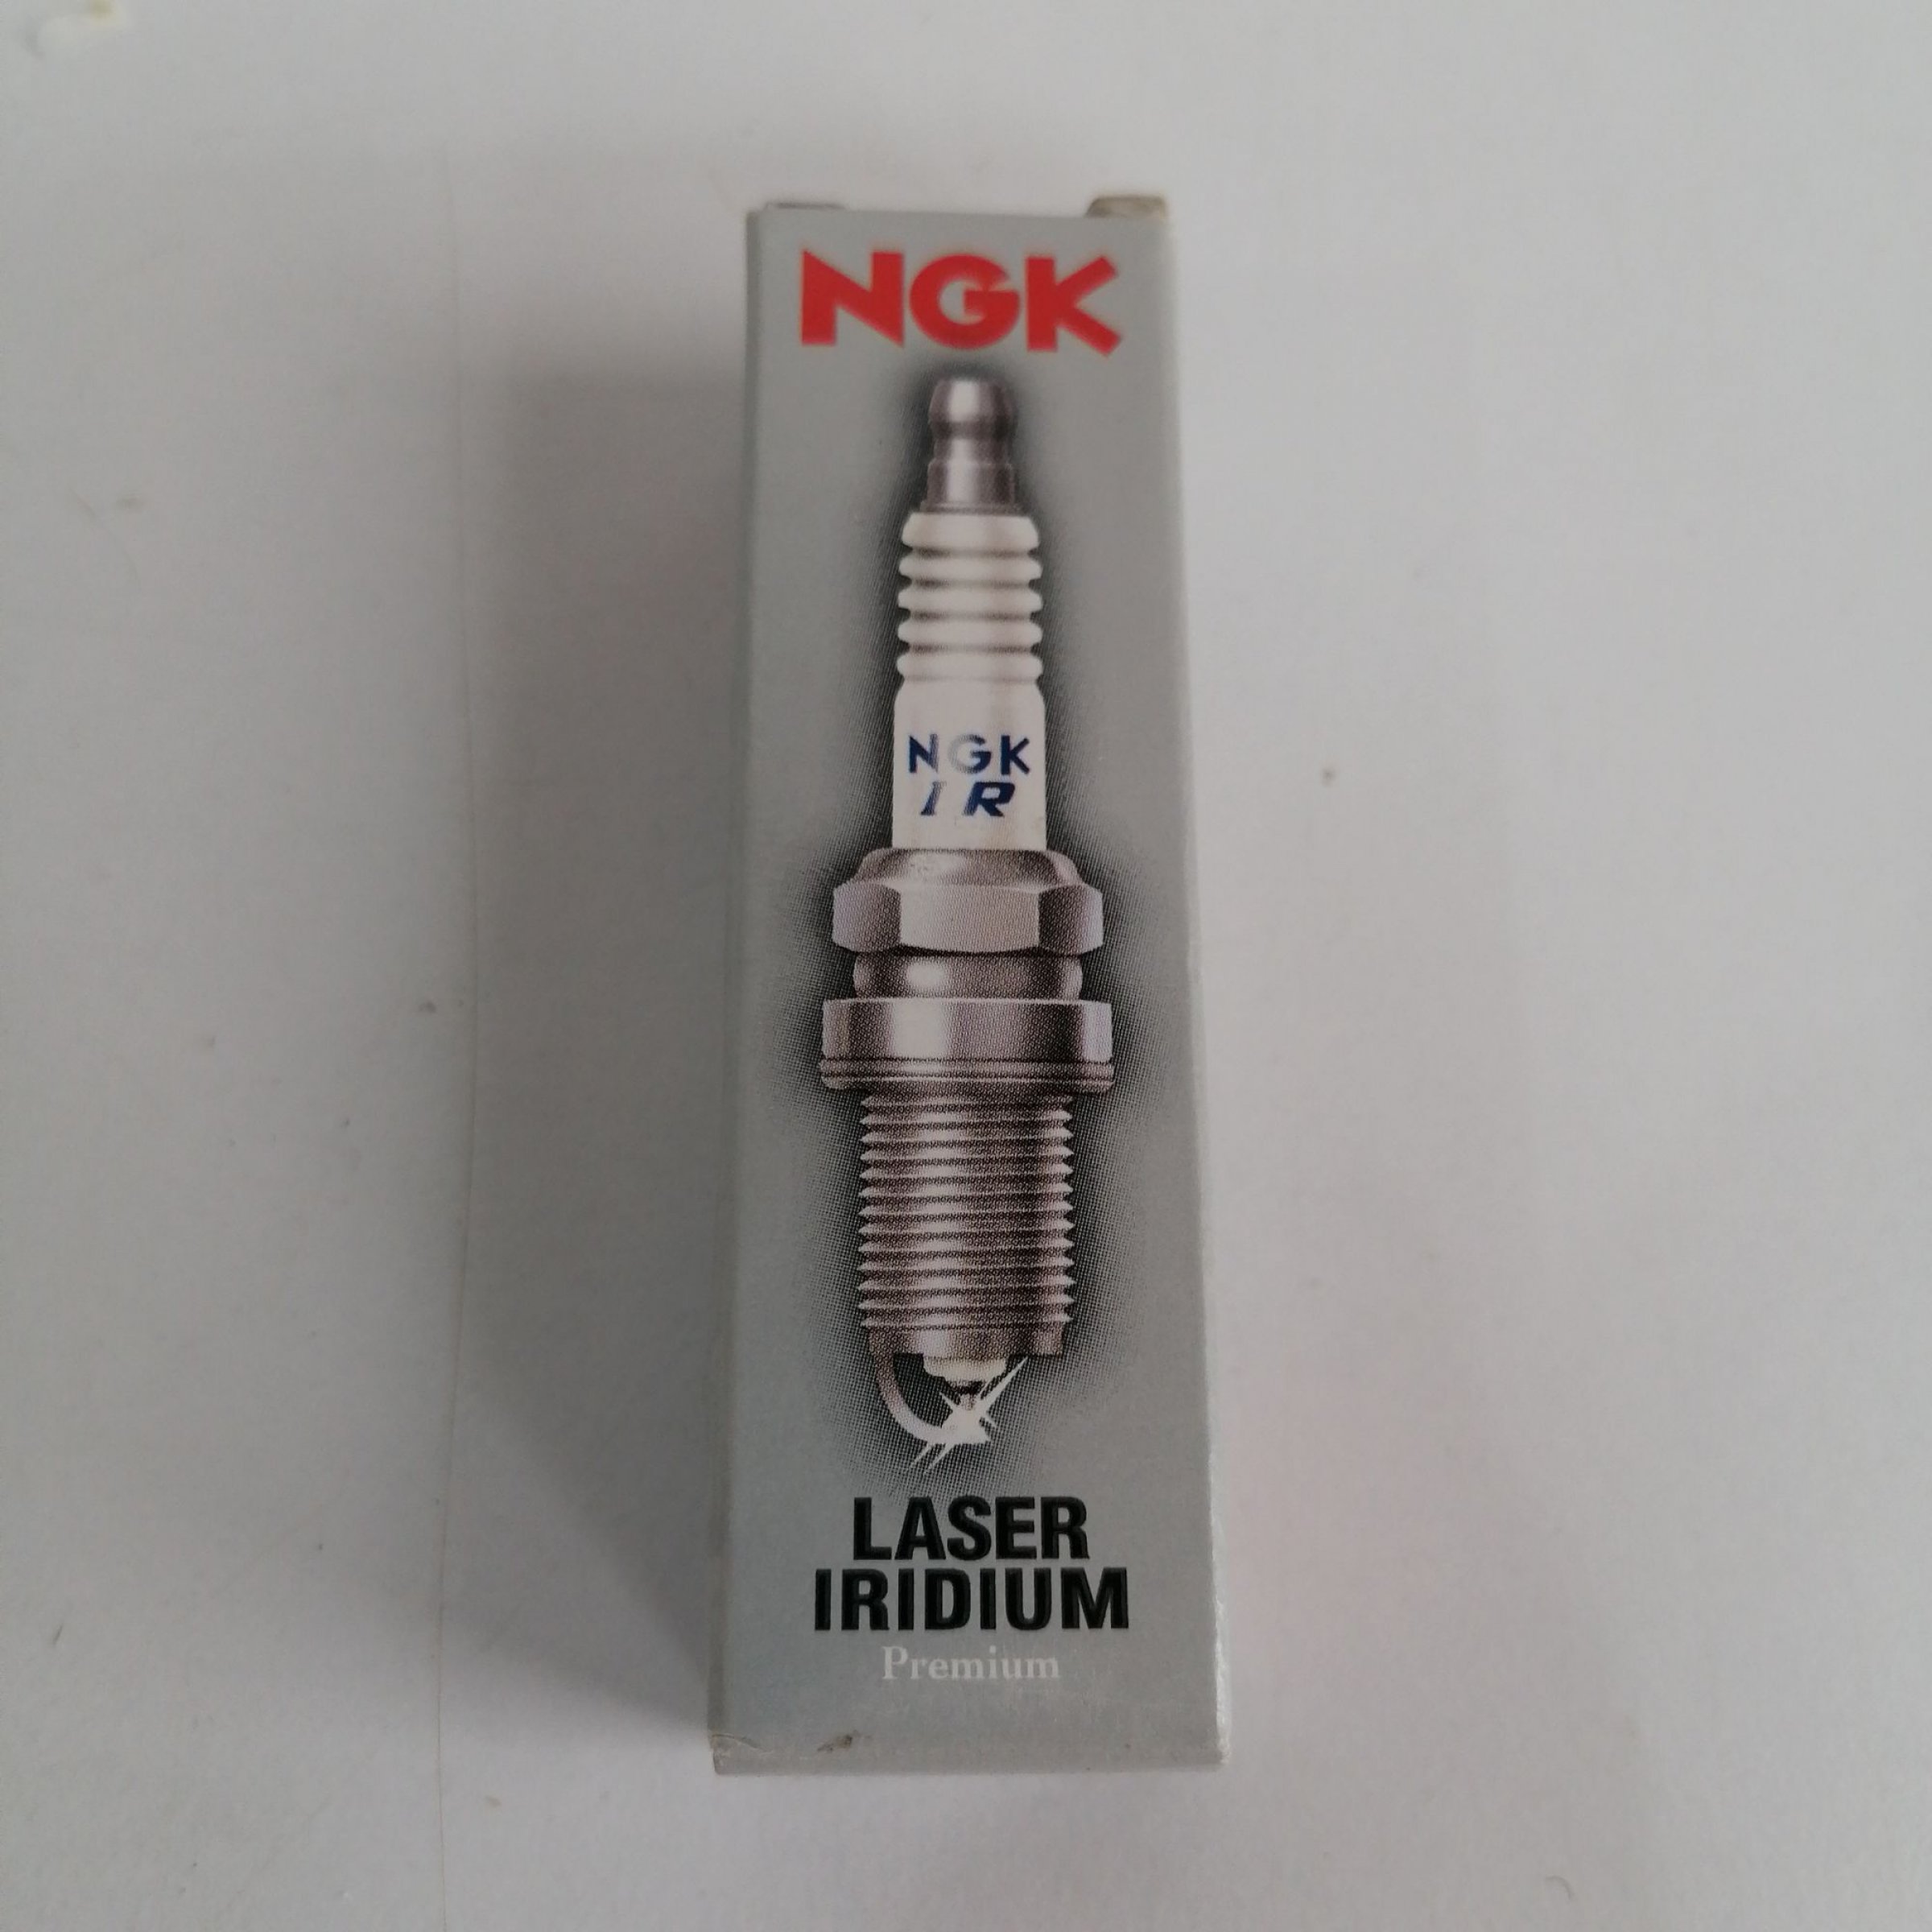 NGK
NGK
IR
LASER
IRIDIUM
Premium